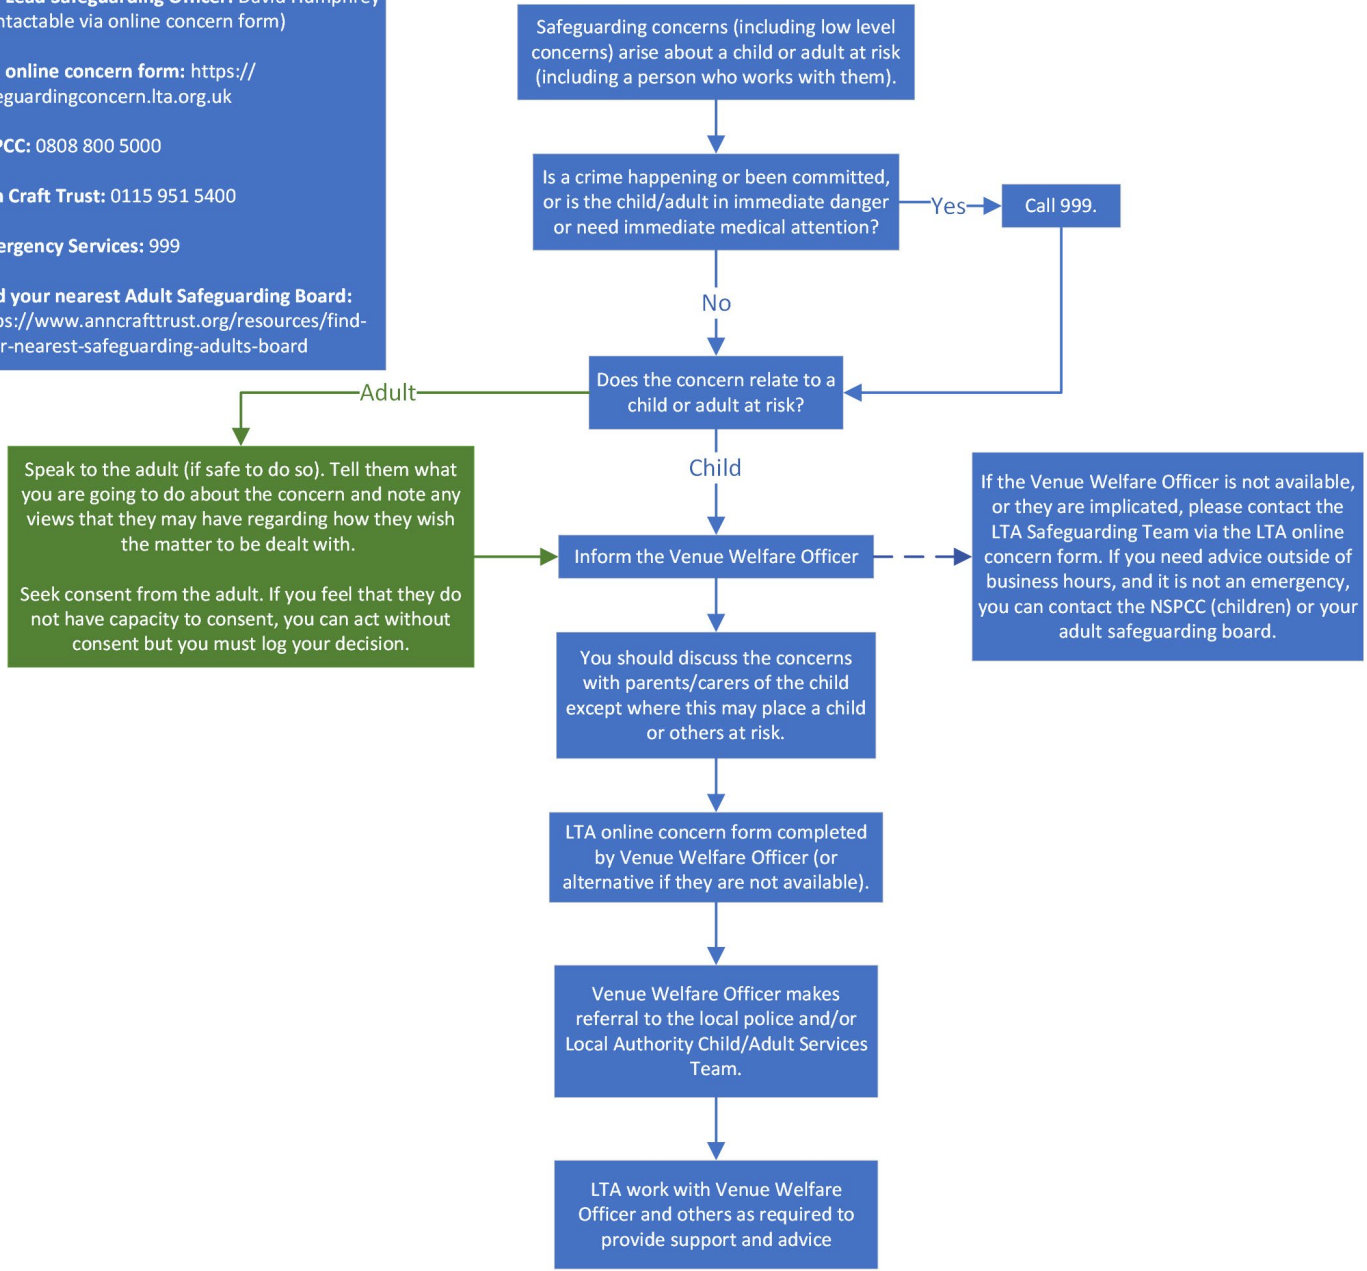 Lead Safeguarding Officer: David Humphrey
ntactable via online concern form)
online concern form: https://
eguardingconcern.lta.org.uk
PCC: 0808 800 5000
n Craft Trust: 0115 951 5400
ergency Services: 999
d your nearest Adult Safeguarding Board:
ps://www.anncrafttrust.org/resources/find-
r-nearest-safeguarding-adults-board
Safeguarding concerns (including low level
concerns) arise about a child or adult at risk
(including a person who works with them).
Is a crime happening or been committed,
or is the child/adult in immediate danger
or need immediate medical attention?
Yes
Call 999.
No
Does the concern relate to a
child or adult at risk?
Adult
Speak to the adult (if safe to do so). Tell them what
you are going to do about the concern and note any
views that they may have regarding how they wish
the matter to be dealt with.
Seek consent from the adult. If you feel that they do
not have capacity to consent, you can act without
consent but you must log your decision.
Child
Inform the Venue Welfare Officer
If the Venue Welfare Officer is not available,
or they are implicated, please contact the
LTA Safeguarding Team via the LTA online
concern form. If you need advice outside of
business hours, and it is not an emergency,
you can contact the NSPCC (children) or your
adult safeguarding board.
You should discuss the concerns
with parents/carers of the child
except where this may place a child
or others at risk.
LTA online concern form completed
by Venue Welfare Officer (or
alternative if they are not available).
Venue Welfare Officer makes
referral to the local police and/or
Local Authority Child/Adult Services
Team.
LTA work with Venue Welfare
Officer and others as required to
provide support and advice